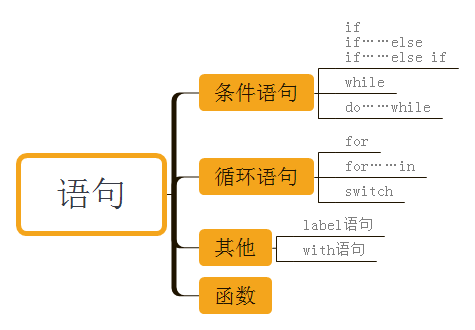 语句
条件语句
if
if……else
if……else if
while
do……while
循环语句
for
for……in
switch
其他
label语句
with语句
函数